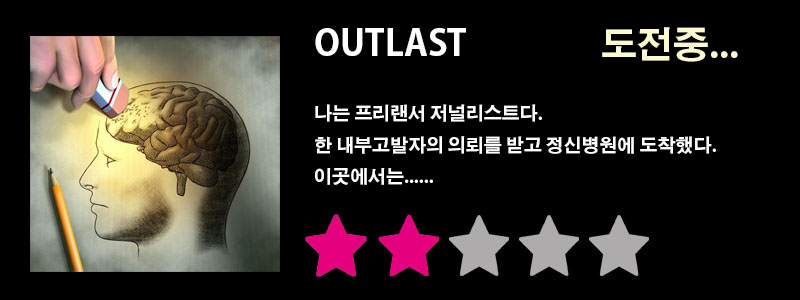 OUTLAST
도전중...
나는 프리랜서 저널리스트다.
한 내부고발자의 의뢰를 받고 정신병원에 도착했다.
이곳에서는......